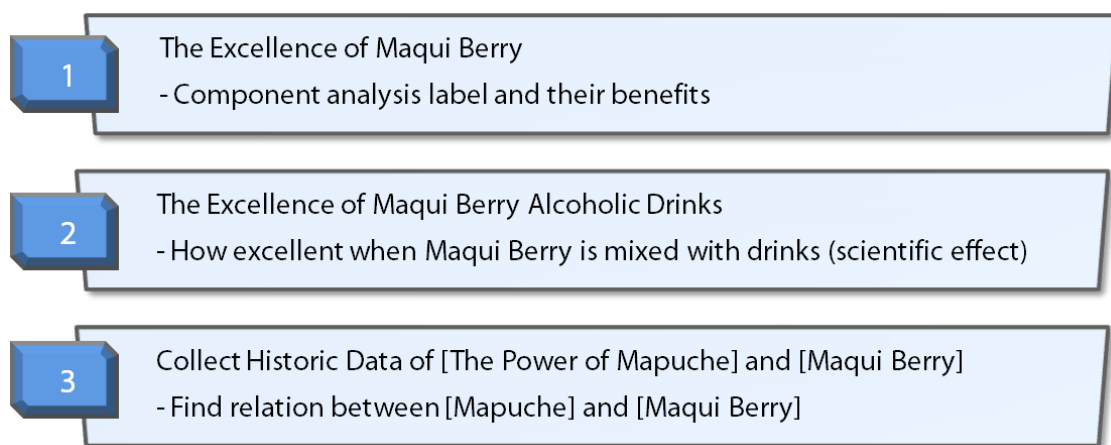 1
The Excellence of Maqui Berry
- Component analysis label and their benefits
2
The Excellence of Maqui Berry Alcoholic Drinks
- How excellent when Maqui Berry is mixed with drinks (scientific effect)
3
Collect Historic Data of [The Power of Mapuche] and [Maqui Berry]
- Find relation between [Mapuche] and [Maqui Berry]